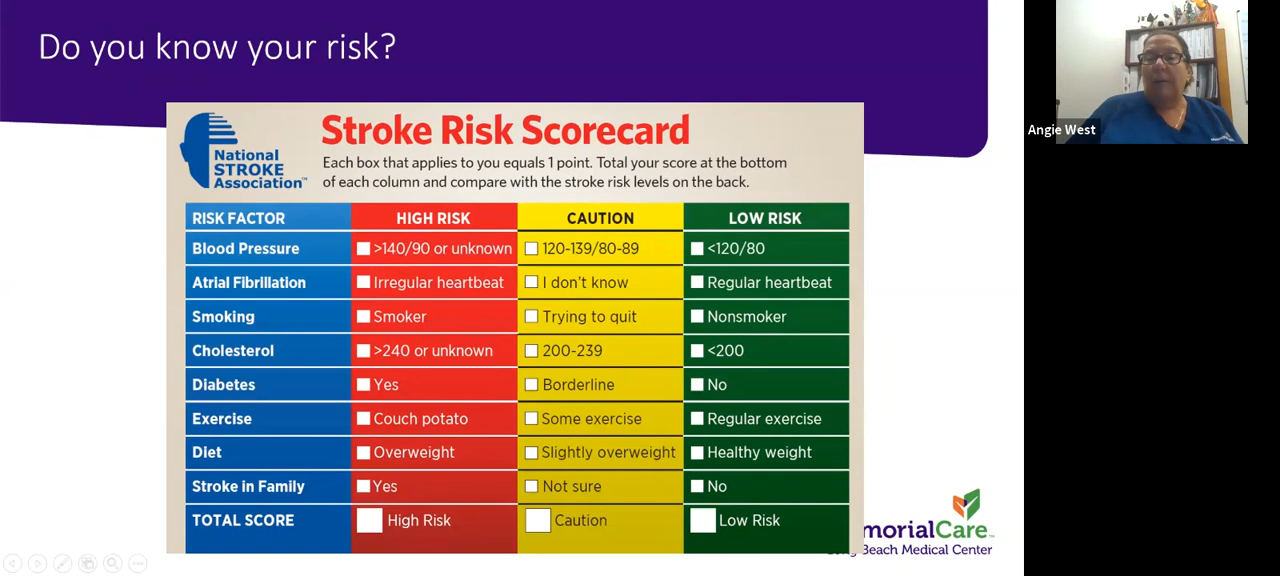 Do you know your risk?
Angie West
National
STROKE
Association™
Stroke Risk Scorecard
Each box that applies to you equals 1 point. Total your score at the bottom
of each column and compare with the stroke risk levels on the back.
RISK FACTOR HIGH RISK CAUTION LOW RISK
Blood Pressure >140/90 or unknown 120-139/80-89 <120/80
Atrial Fibrillation Irregular heartbeat I don't know Regular heartbeat
Smoking Smoker Trying to quit Nonsmoker
Cholesterol >240 or unknown 200-239 <200
Diabetes Yes Borderline No
Exercise Couch potato Some exercise Regular exercise
Diet Overweight Slightly overweight Healthy weight
Stroke in Family Yes Not sure No
TOTAL SCORE High Risk Caution Low Risk
morialCare™
Beach Medical Center